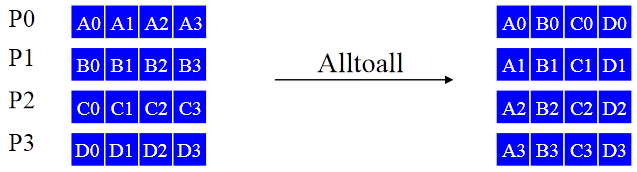 P0 A0 A1 A2 A3 A0 B0 C0 D0
P1 B0 B1 B2 B3 Alltoall A1 B1 C1 D1
P2 C0 C1 C2 C3 A2 B2 C2 D2
P3 D0 D1 D2 D3 A3 B3 C3 D3